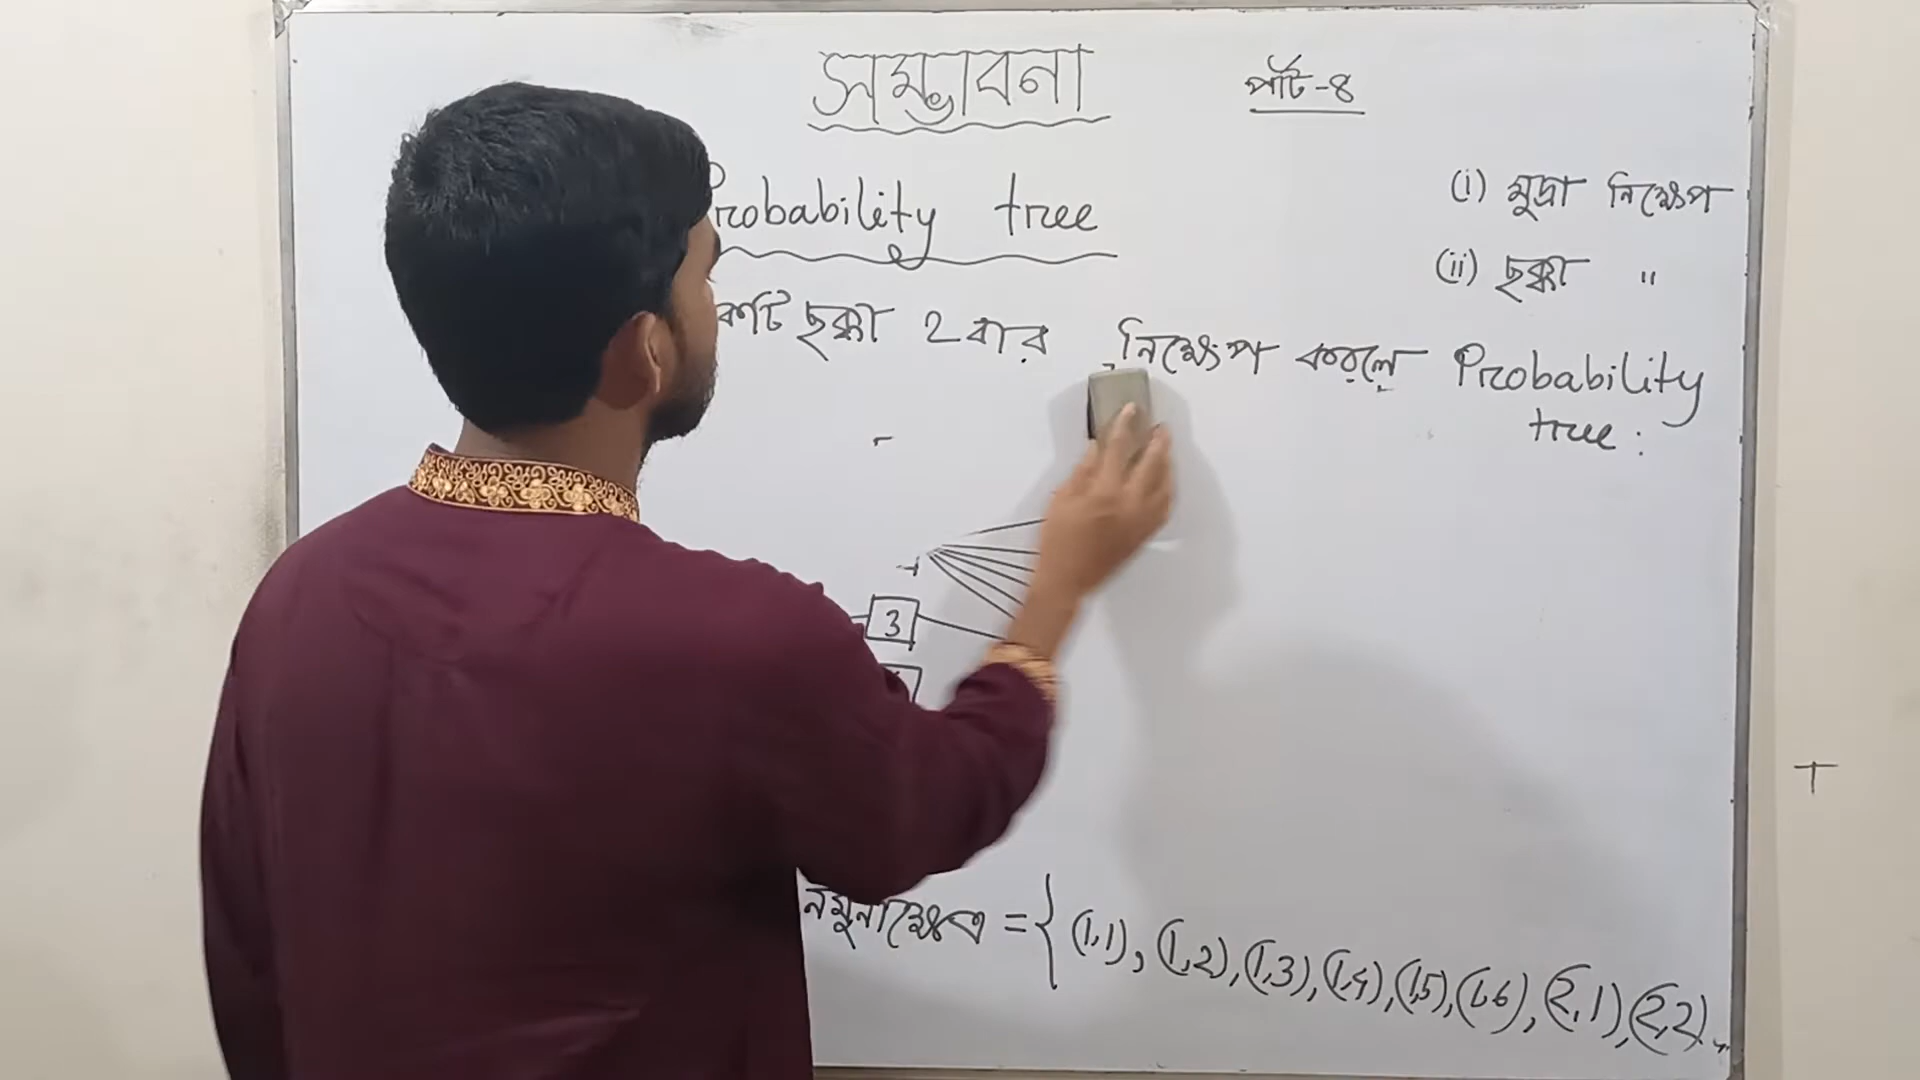 সম্ভাবনা
পার্ট-৪
Probability tree
(i) মুদ্রা নিক্ষেপ
(ii) ছক্কা "
কটি ছক্কা 2 বার নিক্ষেপ করলে Probability
tree :
3
নমুনাক্ষেত্র = { (1,1), (1,2), (1,3), (1,4), (1,5), (1,6), (2,1), (2,2)...
T